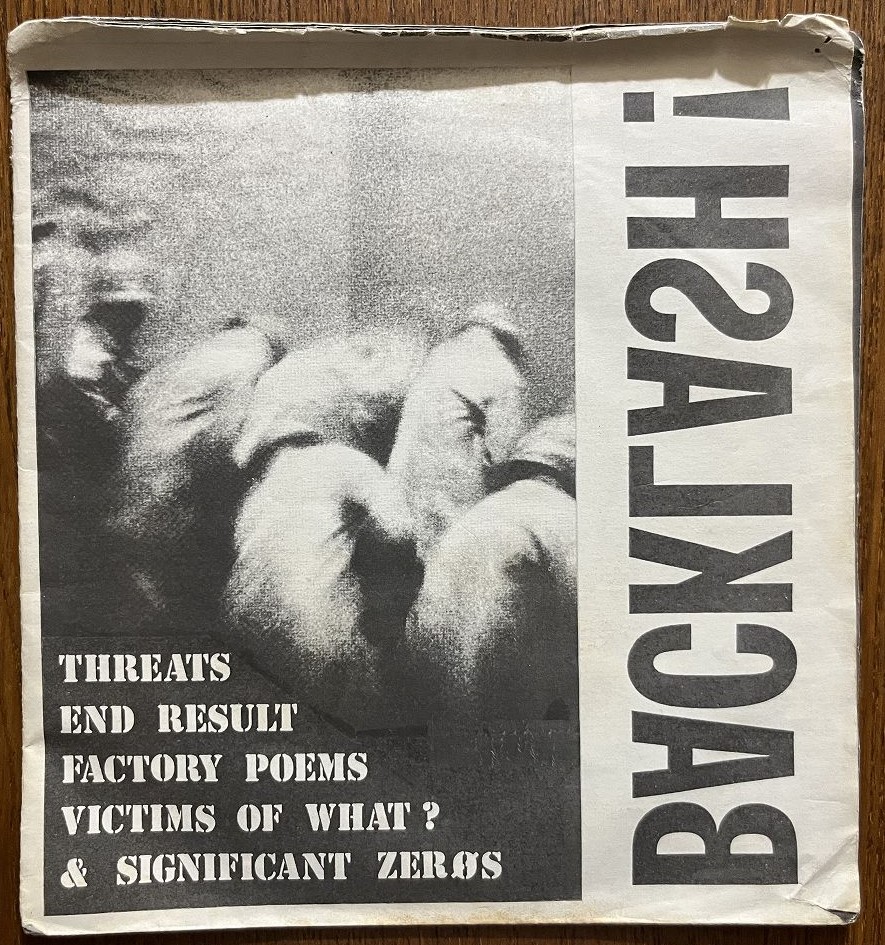 THREATS
END RESULT
FACTORY POEMS
VICTIMS OF WHAT?
& SIGNIFICANT ZERØS
BACKLASH!